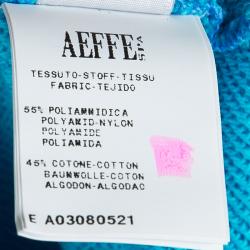 AEFFE SPA
TESSUTO-STOFF-TISSU
FABRIC-TEJIDO
55% POLIAMMIDICA
POLYAMID-NYLON
POLYAMIDE
POLIAMIDA
45% COTONE-COTTON
BAUMWOLLE-COTON
ALGODON-ALGODAC
E A03080521